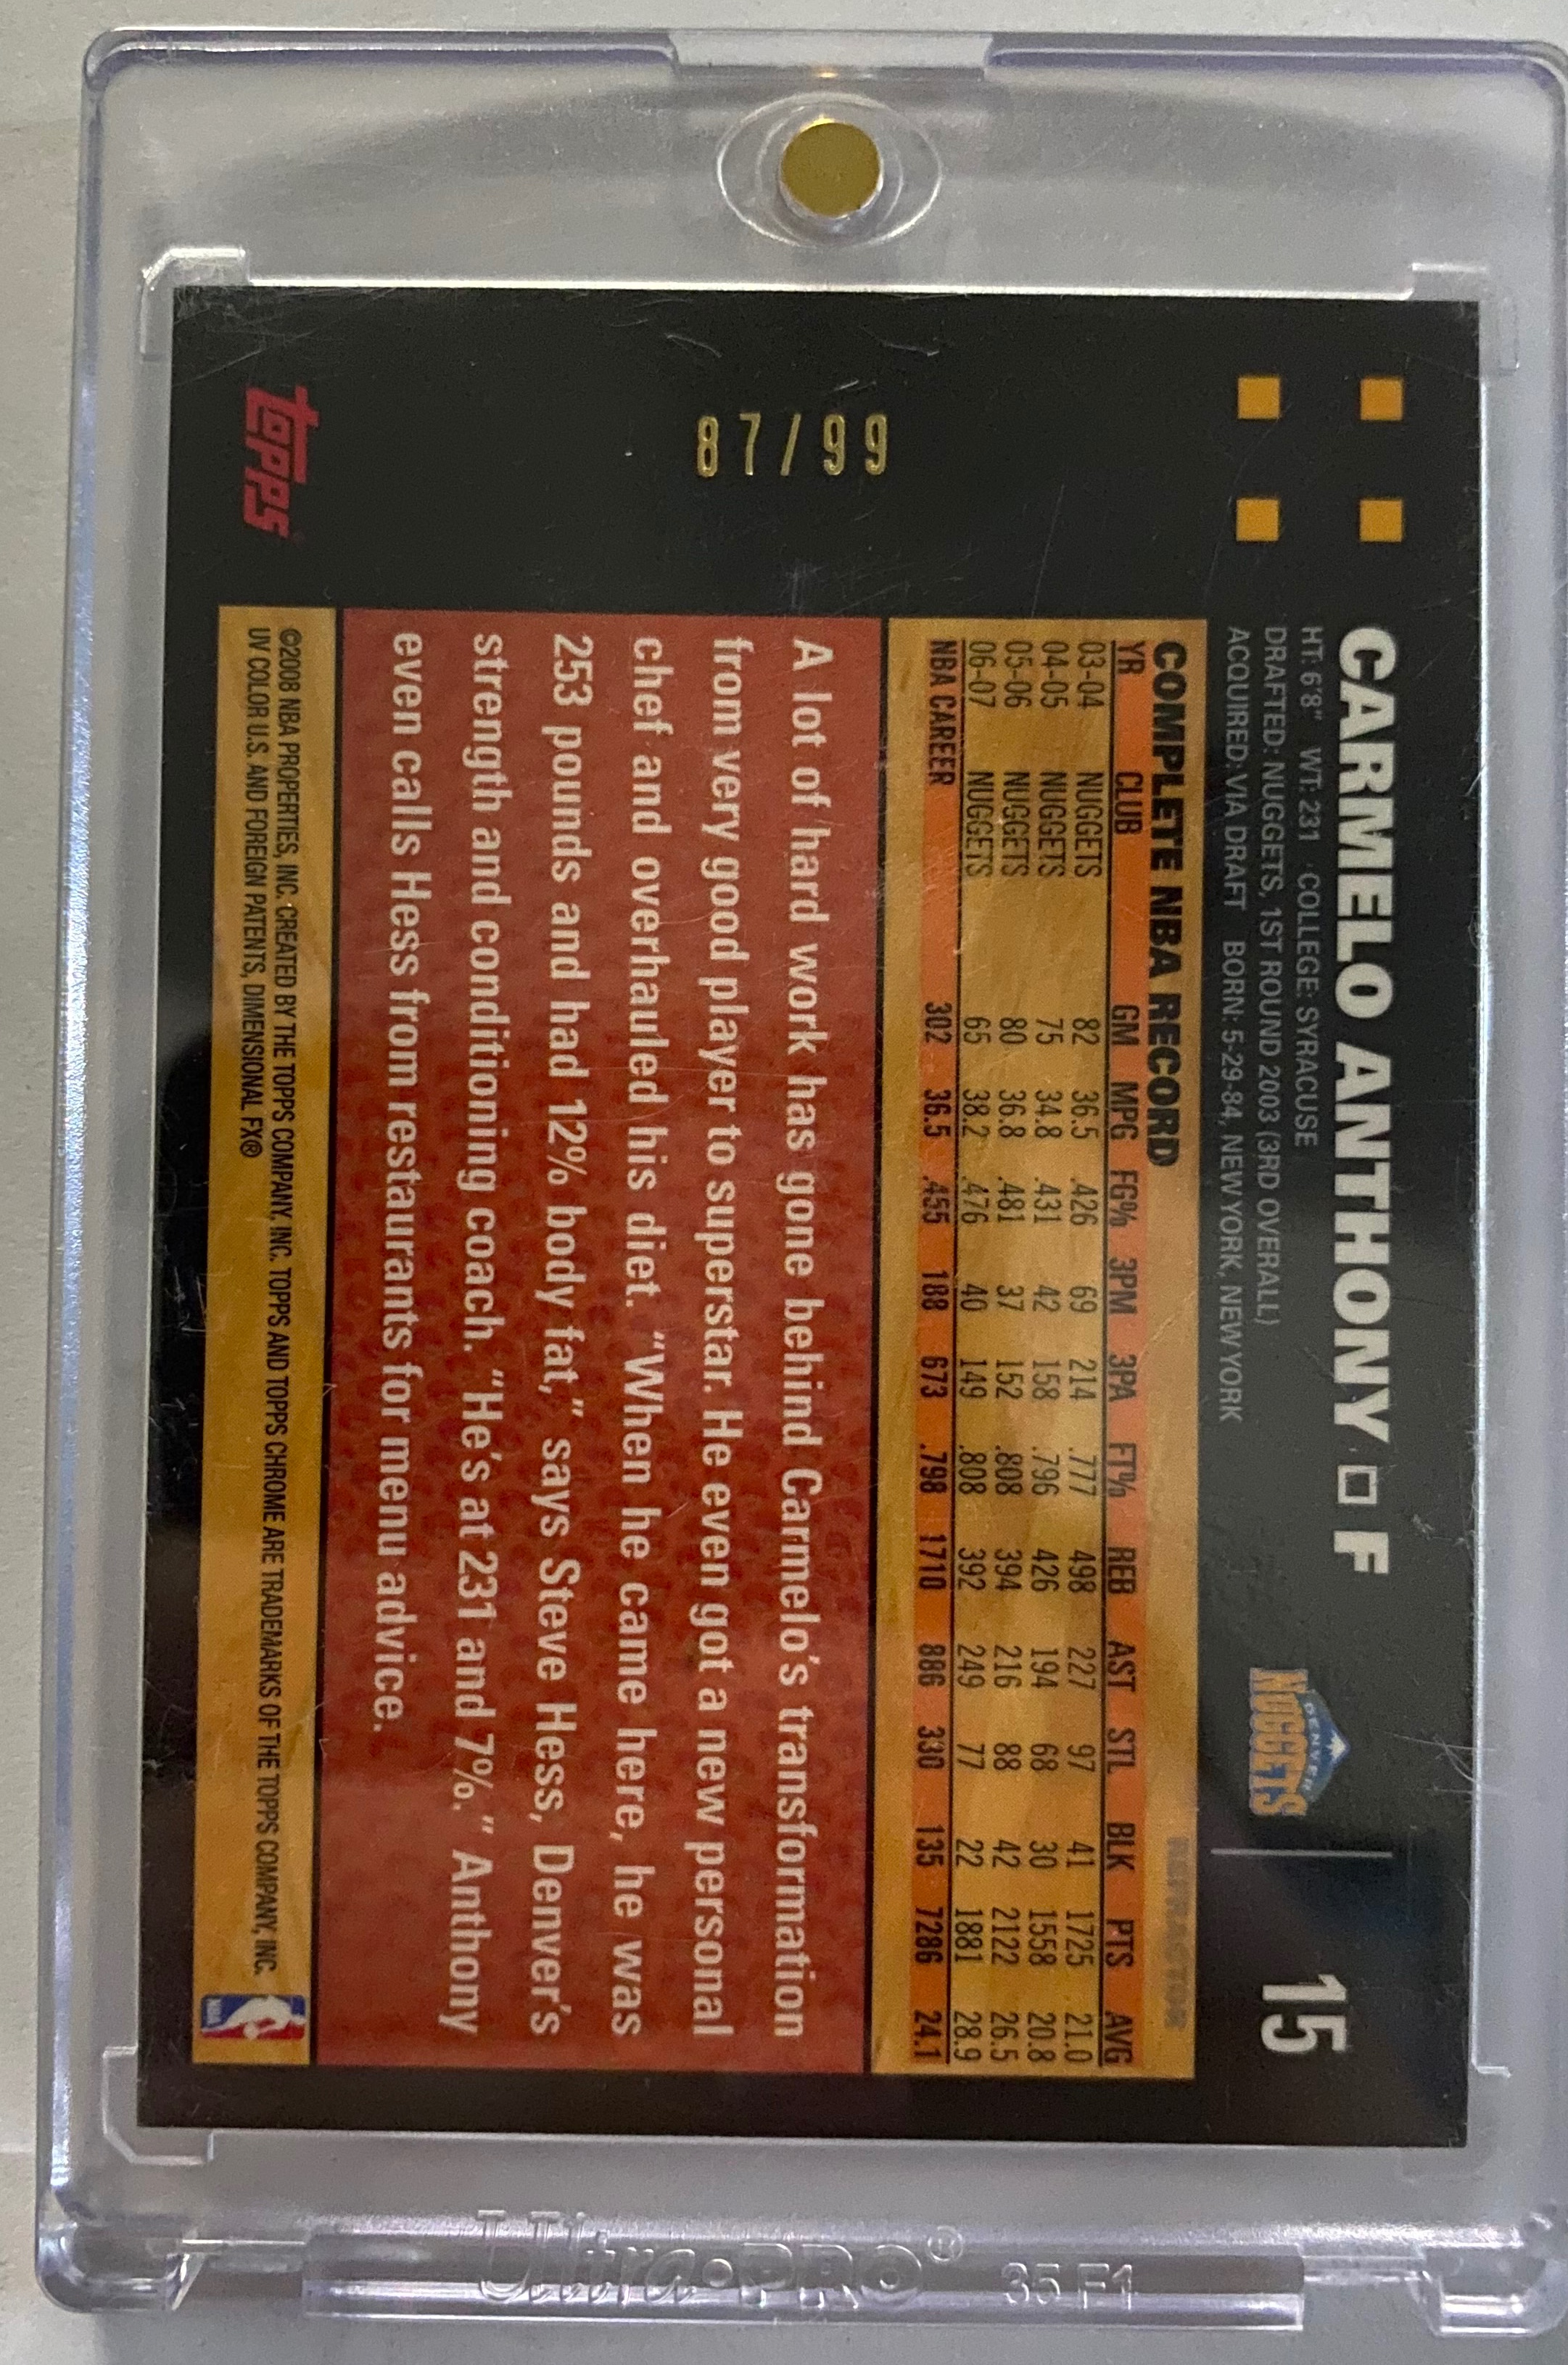 CARMELO ANTHONY □ F
15
HT: 6'8" WT: 231 COLLEGE: SYRACUSE
DRAFTED: NUGGETS, 1ST ROUND 2003 (3RD OVERALL)
ACQUIRED: VIA DRAFT BORN: 5-29-84, NEW YORK, NEW YORK
DENVER
NUGGETS
REFRACTOR
COMPLETE NBA RECORD
YR CLUB GM MPG FG% 3PM 3PA FT% REB AST STL BLK PTS AVG
03-04 NUGGETS 82 36.5 .426 69 214 .777 498 227 97 41 1725 21.0
04-05 NUGGETS 75 34.8 .431 42 158 .796 426 194 68 30 1558 20.8
05-06 NUGGETS 80 36.8 .481 37 152 .808 394 216 88 42 2122 26.5
06-07 NUGGETS 65 38.2 .476 40 149 .808 392 249 77 22 1881 28.9
NBA CAREER 302 36.5 .455 188 673 .798 1710 886 330 135 7286 24.1
87/99
A lot of hard work has gone behind Carmelo's transformation
from very good player to superstar. He even got a new personal
chef and overhauled his diet. "When he came here, he was
253 pounds and had 12% body fat," says Steve Hess, Denver's
strength and conditioning coach. "He's at 231 and 7%." Anthony
even calls Hess from restaurants for menu advice.
topps
©2008 NBA PROPERTIES, INC. CREATED BY THE TOPPS COMPANY, INC. TOPPS AND TOPPS CHROME ARE TRADEMARKS OF THE TOPPS COMPANY, INC.
UV COLOR U.S. AND FOREIGN PATENTS, DIMENSIONAL FX®
NBA
Ultra•PRO® 35 E1